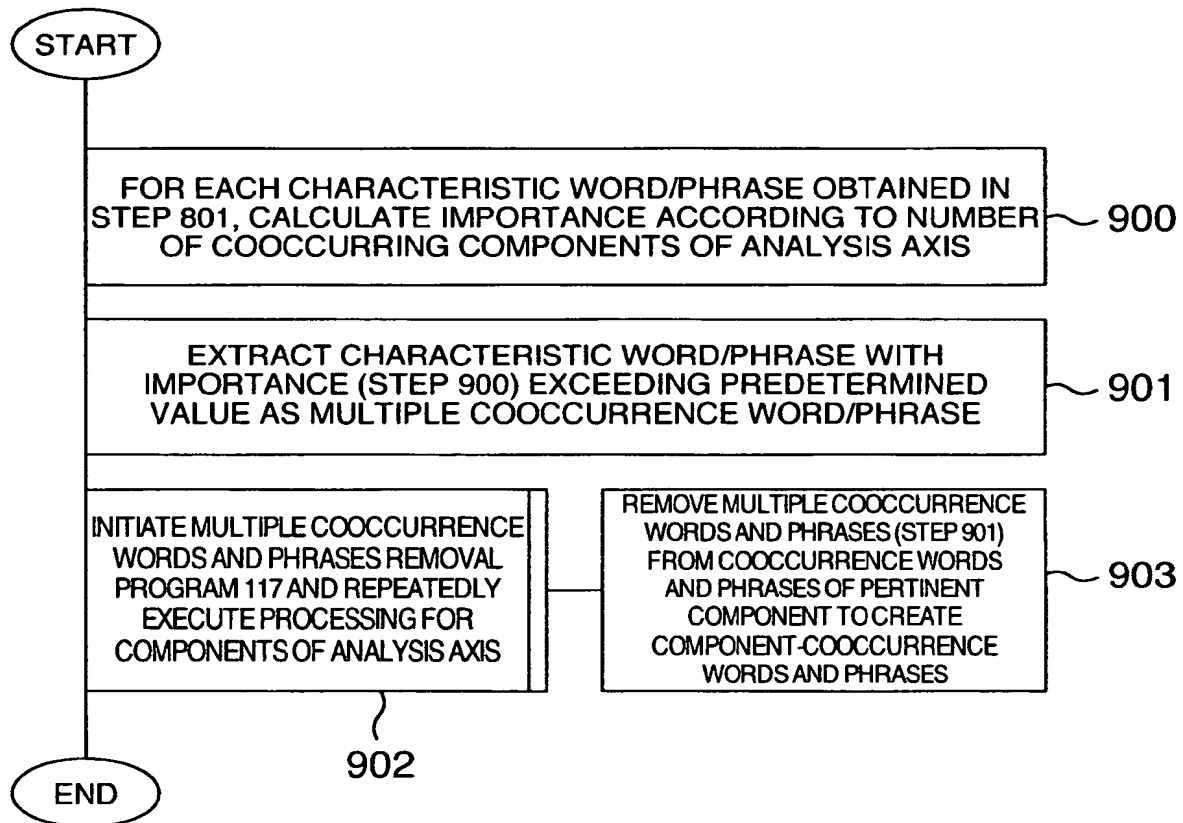 START
FOR EACH CHARACTERISTIC WORD/PHRASE OBTAINED IN
STEP 801, CALCULATE IMPORTANCE ACCORDING TO NUMBER
OF COOCCURRING COMPONENTS OF ANALYSIS AXIS
900
EXTRACT CHARACTERISTIC WORD/PHRASE WITH
IMPORTANCE (STEP 900) EXCEEDING PREDETERMINED
VALUE AS MULTIPLE COOCCURRENCE WORD/PHRASE
901
INITIATE MULTIPLE COOCCURRENCE
WORDS AND PHRASES REMOVAL
PROGRAM 117 AND REPEATEDLY
EXECUTE PROCESSING FOR
COMPONENTS OF ANALYSIS AXIS
902
REMOVE MULTIPLE COOCCURRENCE
WORDS AND PHRASES (STEP 901)
FROM COOCCURRENCE WORDS
AND PHRASES OF PERTINENT
COMPONENT TO CREATE
COMPONENT-COOCCURRENCE
WORDS AND PHRASES
903
END